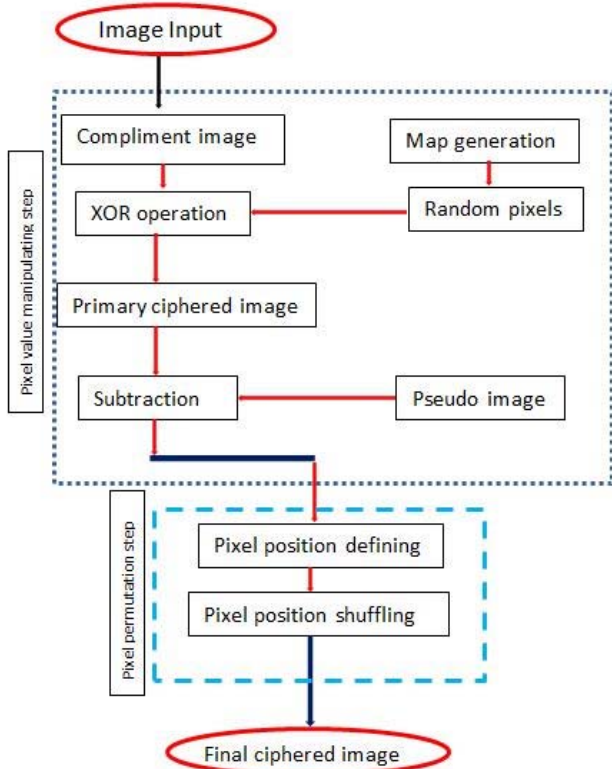 Image Input
Compliment image
Map generation
XOR operation
Random pixels
Primary ciphered image
Subtraction
Pseudo image
Pixel value manipulating step
Pixel position defining
Pixel position shuffling
Pixel permutation step
Final ciphered image